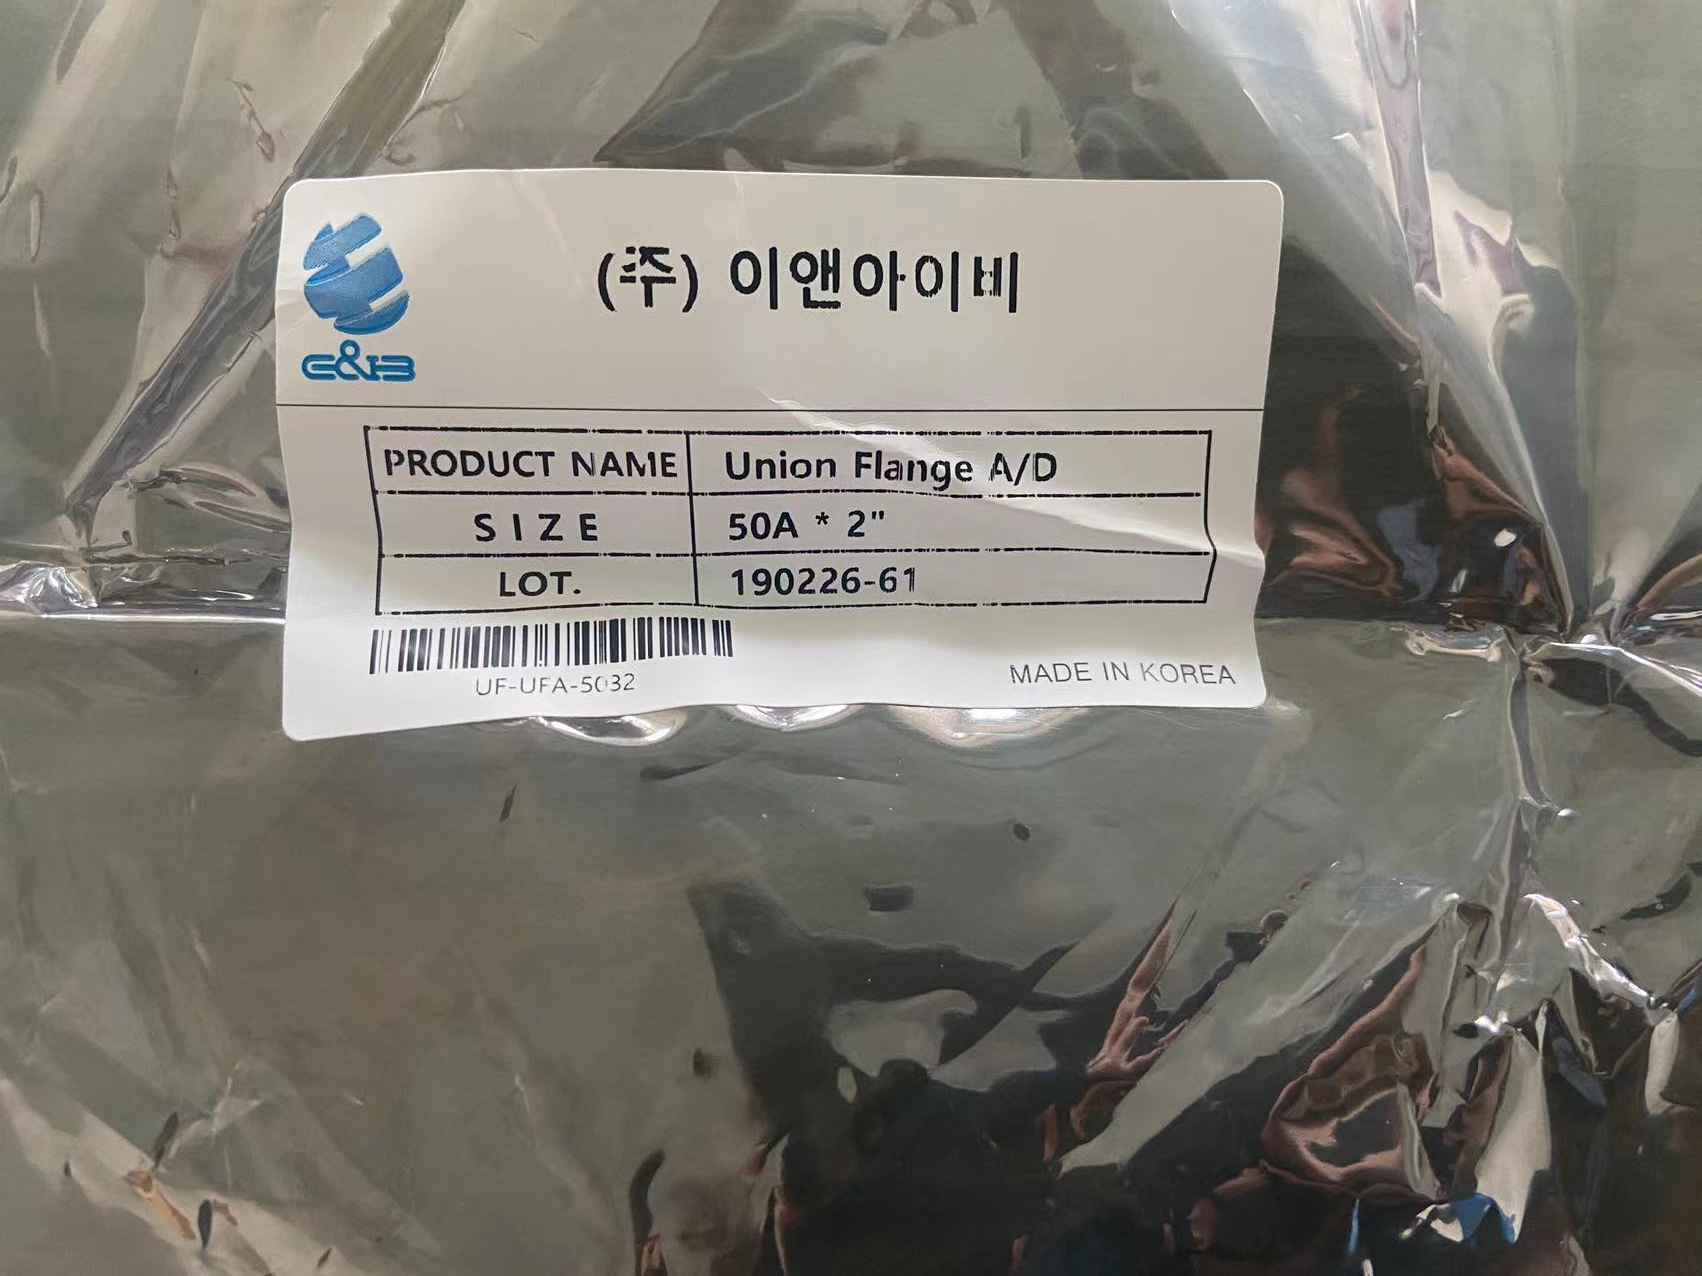 (주) 이앤아이비
E&IB
PRODUCT NAME Union Flange A/D
SIZE 50A * 2"
LOT. 190226-61
UF-UFA-5032
MADE IN KOREA